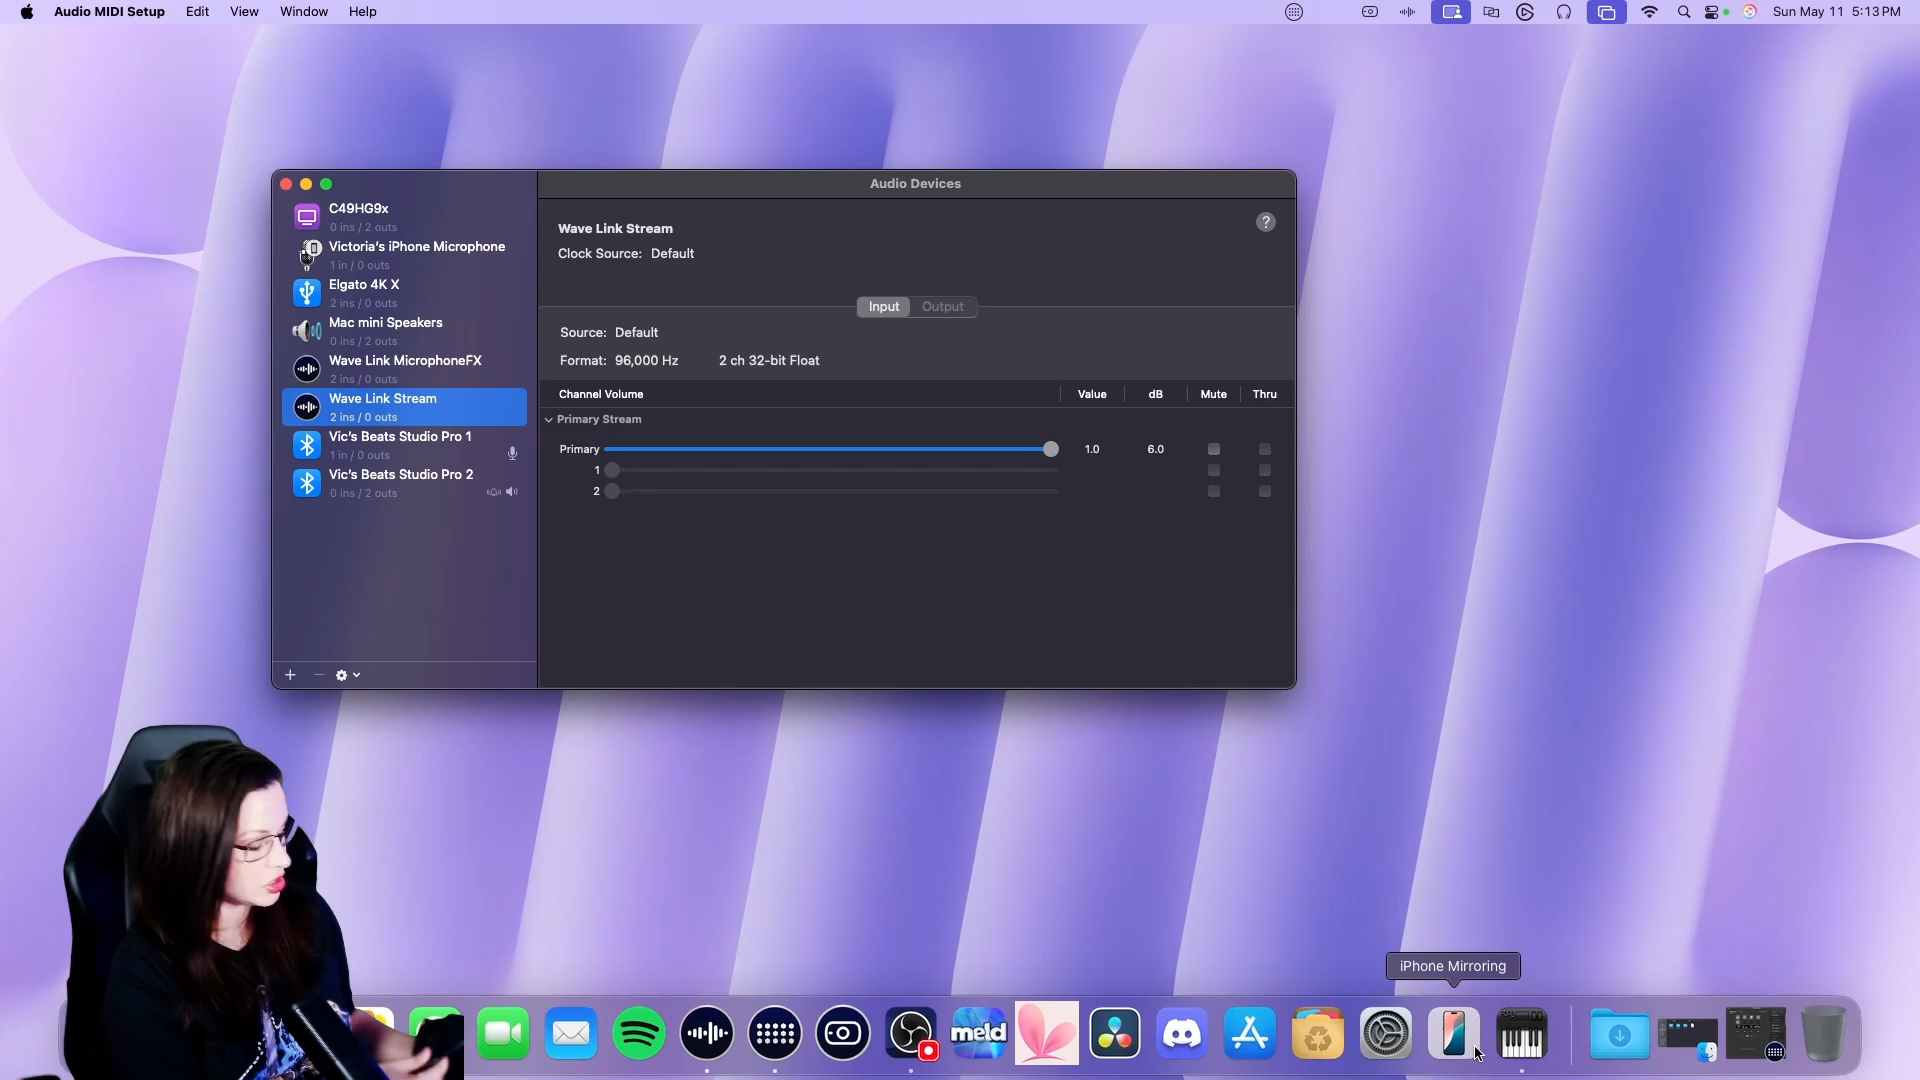 Audio MIDI Setup Edit View Window Help
Sun May 11 5:13 PM
Audio Devices
C49HG9x
0 ins / 2 outs
Victoria's iPhone Microphone
1 in / 0 outs
Elgato 4K X
2 ins / 0 outs
Mac mini Speakers
0 ins / 2 outs
Wave Link MicrophoneFX
2 ins / 0 outs
Wave Link Stream
2 ins / 0 outs
Vic's Beats Studio Pro 1
1 in / 0 outs
Vic's Beats Studio Pro 2
0 ins / 2 outs
Wave Link Stream
?
Clock Source: Default
Input Output
Source: Default
Format: 96,000 Hz 2 ch 32-bit Float
Channel Volume Value dB Mute Thru
Primary Stream
Primary 1.0 6.0
1
2
iPhone Mirroring
meld